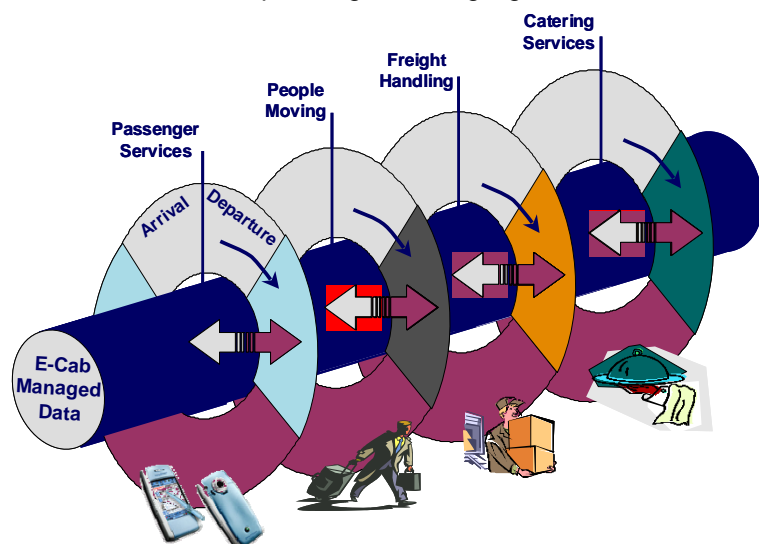 Catering
Services
Freight
Handling
People
Moving
Passenger
Services
Arrival
Departure
E-Cab
Managed
Data